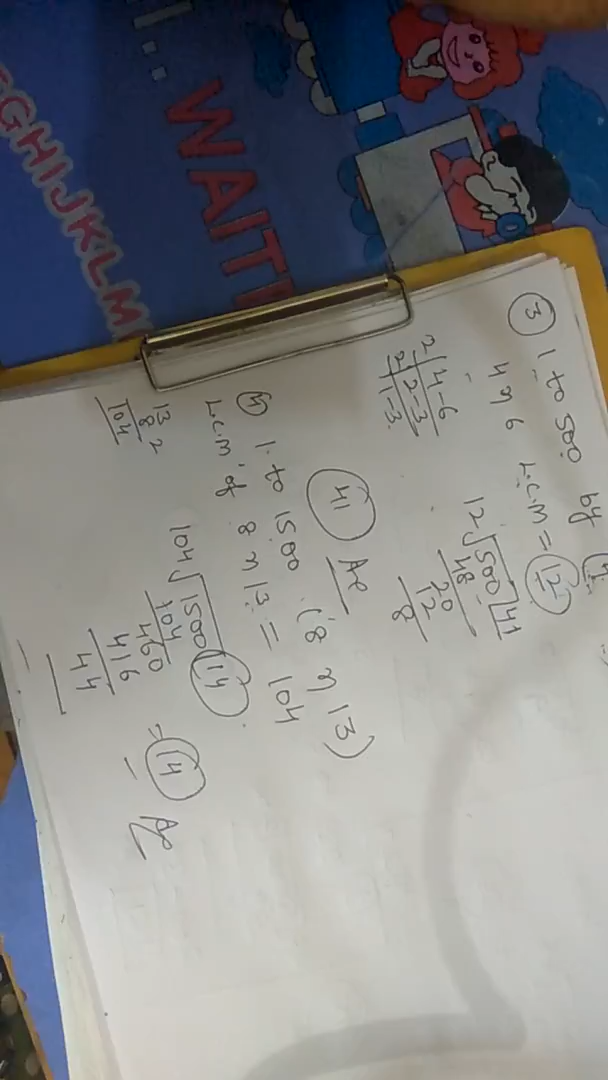 GHIJKLM
WAIT
③ 1 to 500 by
4 n 6 L.C.M = 12
2 | 4-6
2 | 2-3
1-3
12 ) 500 ( 41
48
20
12
8
41 Ae
④ 1 to 1500 (8 n 13)
L.C.M of 8 n 13 = 104
13
8
104
104 ) 1500 ( 14
104
460
416
44
= 14 Ae